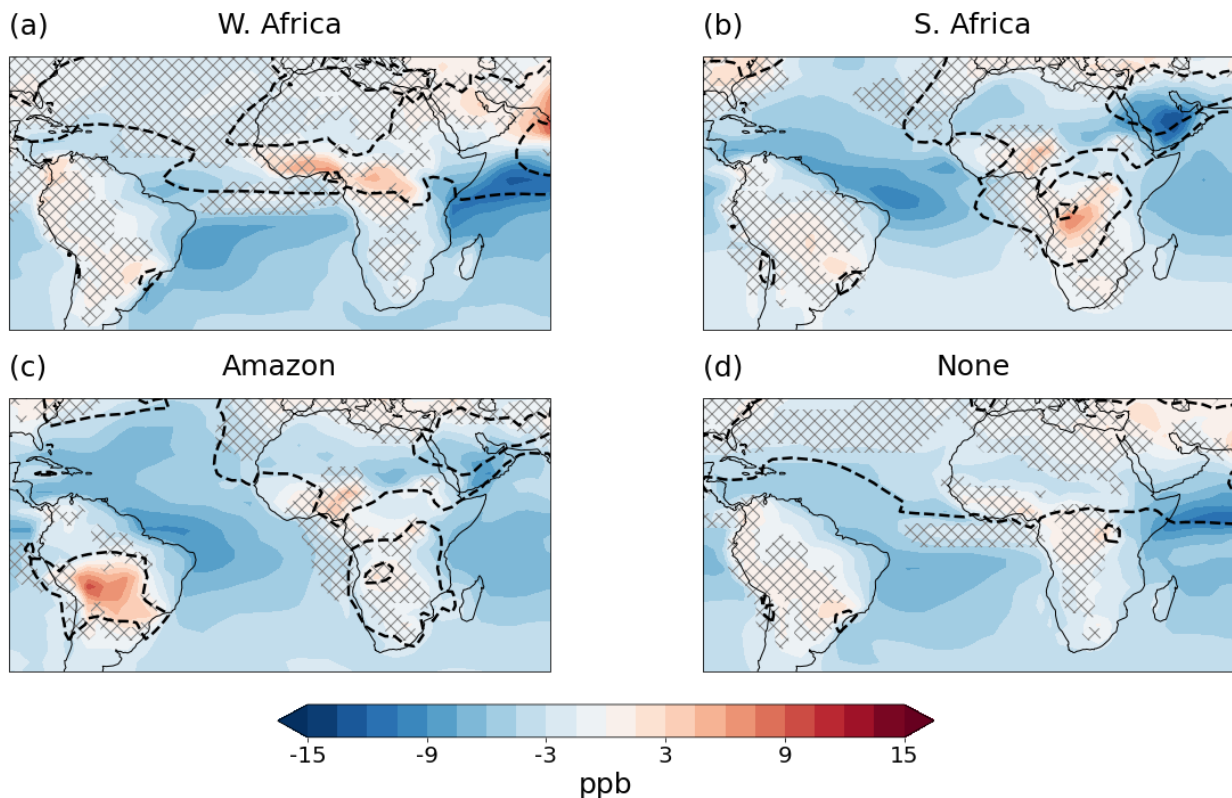 (a) W. Africa
(b) S. Africa
(c) Amazon
(d) None
-15 -9 -3 3 9 15
ppb